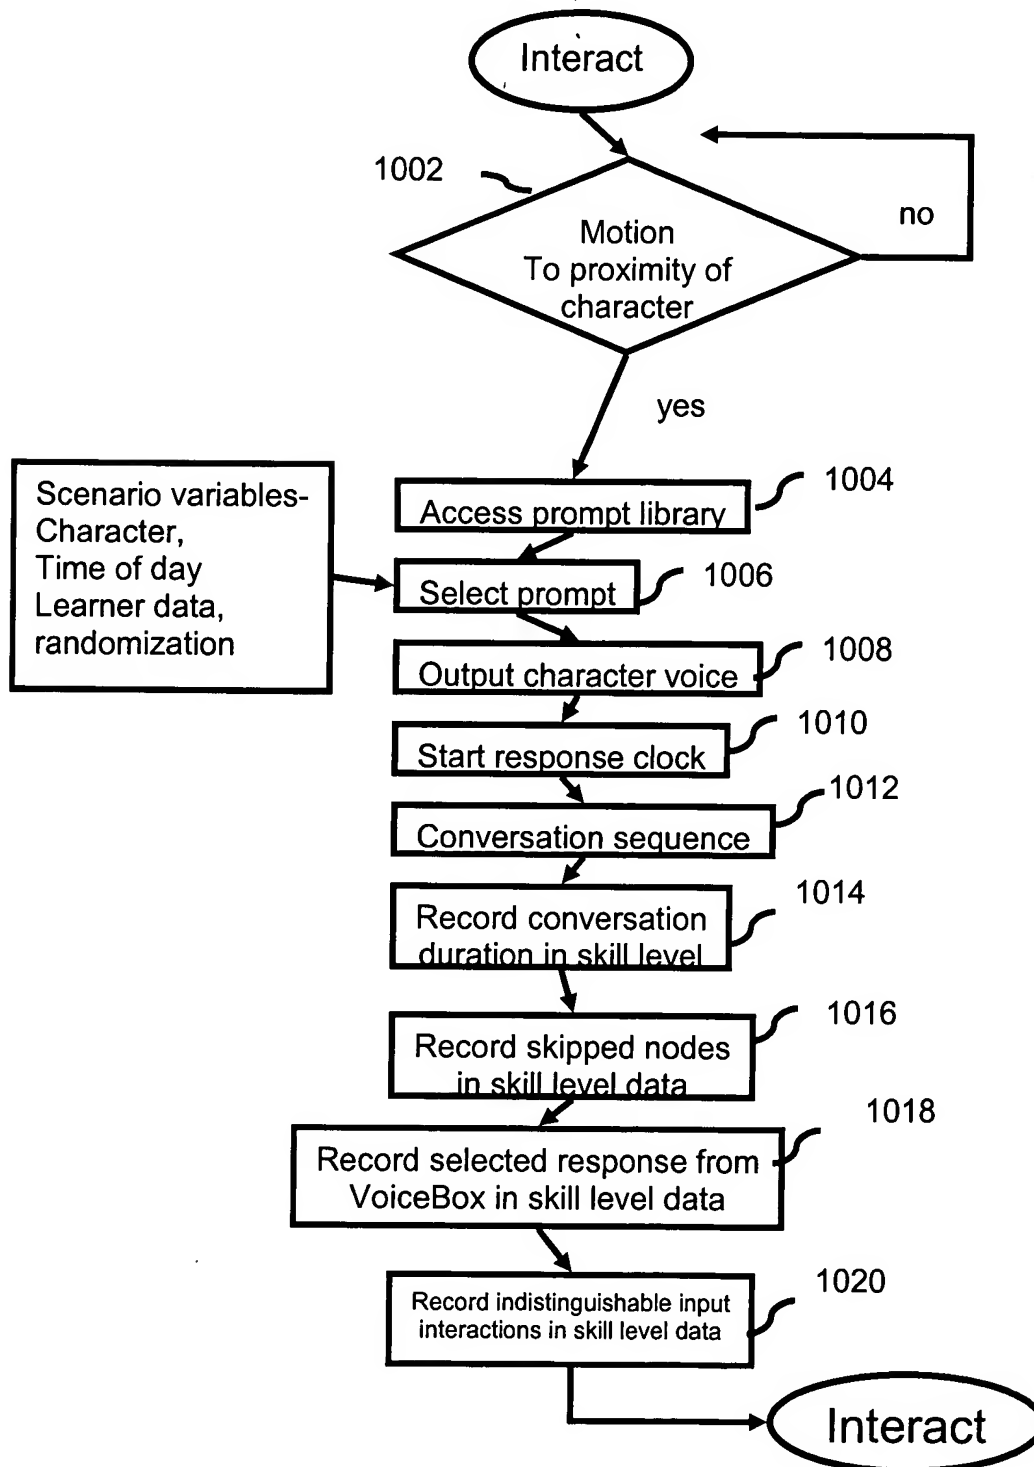 Interact
1002
no
Motion
To proximity of
character
yes
Scenario variables-
Character,
Time of day
Learner data,
randomization
1004
Access prompt library
1006
Select prompt
1008
Output character voice
1010
Start response clock
1012
Conversation sequence
1014
Record conversation
duration in skill level
1016
Record skipped nodes
in skill level data
1018
Record selected response from
VoiceBox in skill level data
1020
Record indistinguishable input
interactions in skill level data
Interact